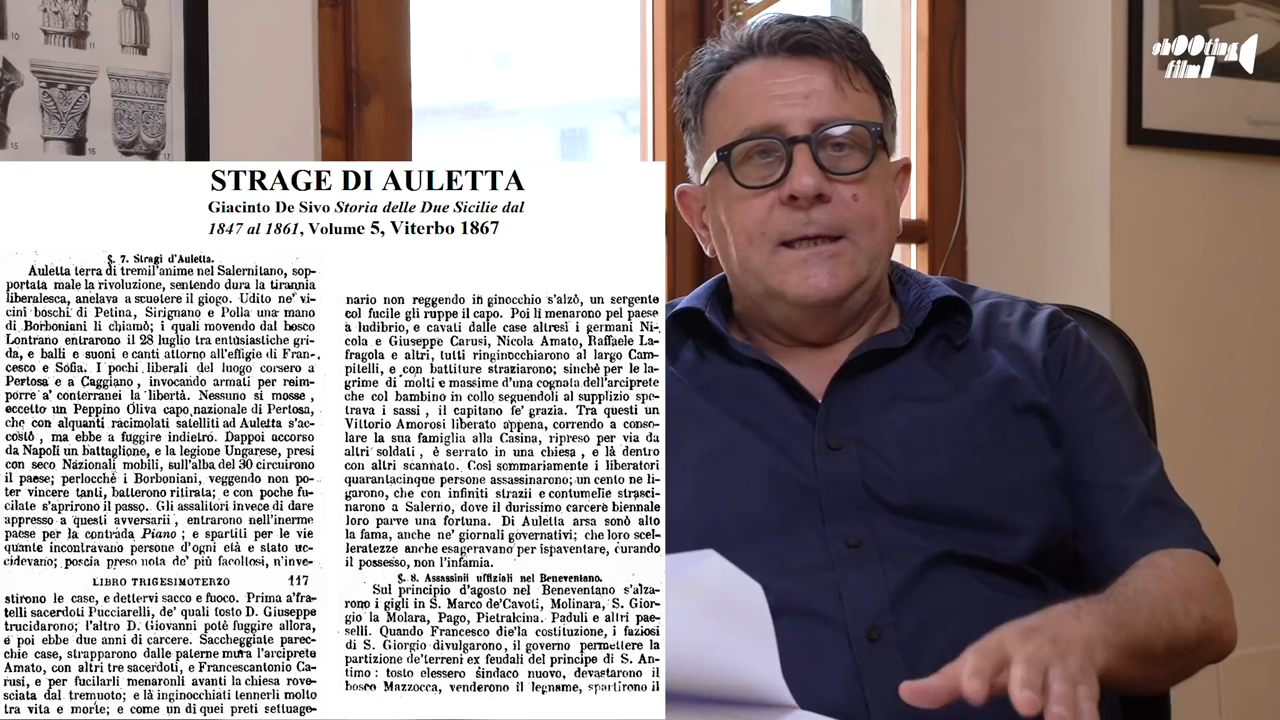 10
11
15
16
17
shOOting
film
STRAGE DI AULETTA
Giacinto De Sivo Storia delle Due Sicilie dal
1847 al 1861, Volume 5, Viterbo 1867
§. 7. Stragi d'Auletta.
Auletta terra di tremil'anime nel Salernitano, sop-
portata male la rivoluzione, sentendo dura la tirannia
liberalesca, anelava a scuotere il giogo. Udito ne' vi-
cini boschi di Petina, Sirignano e Polla una mano
di Borboniani li chiamò; i quali movendo dal bosco
Lontrano entrarono il 28 luglio tra entusiastiche gri-
da, e balli e suoni e canti attorno all'effigie di Fran-
cesco e Sofia. I pochi liberali del luogo corsero a
Pertosa e a Caggiano, invocando armati per reim-
porre a' conterranei la libertà. Nessuno si mosse,
eccetto un Peppino Oliva capo nazionale di Pertosa,
che con alquanti racimolati satelliti ad Auletta s'ac-
costò, ma ebbe a fuggire indietro. Dappoi accorso
da Napoli un battaglione, e la legione Ungarese, presi
con seco Nazionali mobili, sull'alba del 30 circuirono
il paese; perlocchè i Borboniani, veggendo non po-
ter vincere tanti, batterono ritirata; e con poche fu-
cilate s'aprirono il passo. Gli assalitori invece di dare
appresso a questi avversarii, entrarono nell'inerme
paese per la contrada Piano; e spartiti per le vie
quante incontravano persone d'ogni età e stato uc-
cidevano; poscia preso nota de' più facoltosi, n'inve-
LIBRO TRIGESIMOTERZO 117
stirono le case, e dettervi sacco e fuoco. Prima a' fra-
telli sacerdoti Pucciarelli, de' quali tosto D. Giuseppe
trucidarono; l'altro D. Giovanni potè fuggire allora,
e poi ebbe due anni di carcere. Saccheggiate parec-
chie case, strapparono dalle paterne mura l'arciprete
Amato, con altri tre sacerdoti, e Francescantonio Ca-
rusi, e per fucilarli menaronli avanti la chiesa rove-
sciata dal tremuoto; e là inginocchiati tennerli molto
tra vita e morte; e come un di quei preti settuage-
nario non reggendo in ginocchio s'alzò, un sergente
col fucile gli ruppe il capo. Poi li menarono pel paese
a ludibrio, e cavati dalle case altresì i germani Ni-
cola e Giuseppe Carusi, Nicola Amato, Raffaele La-
fragola e altri, tutti ringinocchiarono al largo Cam-
pitelli, e con battiture straziarono; sinchè per le la-
grime di molti e massime d'una cognata dell'arciprete
che col bambino in collo seguendoli al supplizio spe-
trava i sassi, il capitano fe' grazia. Tra questi un
Vittorio Amorosi liberato appena, correndo a conso-
lare la sua famiglia alla Casina, ripreso per via da
altri soldati, è serrato in una chiesa, e là dentro
con altri scannato. Così sommariamente i liberatori
quarantacinque persone assassinarono; un cento ne li-
garono, che con infiniti strazii e contumelie strasci-
narono a Salerno, dove il durissimo carcere biennale
loro parve una fortuna. Di Auletta arsa sonò alto
la fama, anche ne' giornali governativi; che loro scel-
leratezze anche esageravano per ispaventare, curando
il possesso, non l'infamia.
§. 8. Assassinii uffiziali nel Beneventano.
Sul principio d'agosto nel Beneventano s'alza-
rono i gigli in S. Marco de' Cavoti, Molinara, S. Gior-
gio la Molara, Pago, Pietralcina, Paduli e altri pae-
selli. Quando Francesco die' la costituzione, i faziosi
di S. Giorgio divulgarono, il governo permettere la
partizione de' terreni ex feudali del principe di S. An-
timo: tosto elessero sindaco nuovo, devastarono il
bosco Mazzocca, venderono il legname, spartirono il